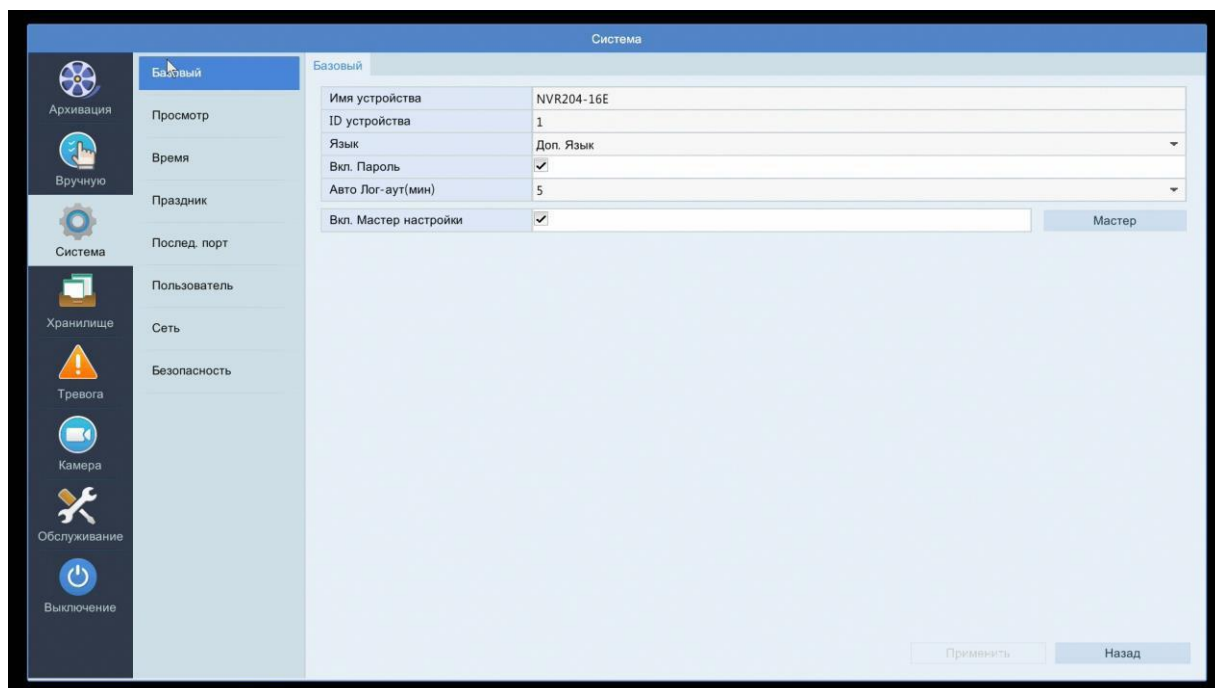 Система
Архивация
Вручную
Система
Хранилище
Тревога
Камера
Обслуживание
Выключение
Базовый
Просмотр
Время
Праздник
Послед. порт
Пользователь
Сеть
Безопасность
Базовый
Имя устройства NVR204-16E
ID устройства 1
Язык Доп. Язык
Вкл. Пароль
Авто Лог-аут(мин) 5
Вкл. Мастер настройки Мастер
Применить Назад